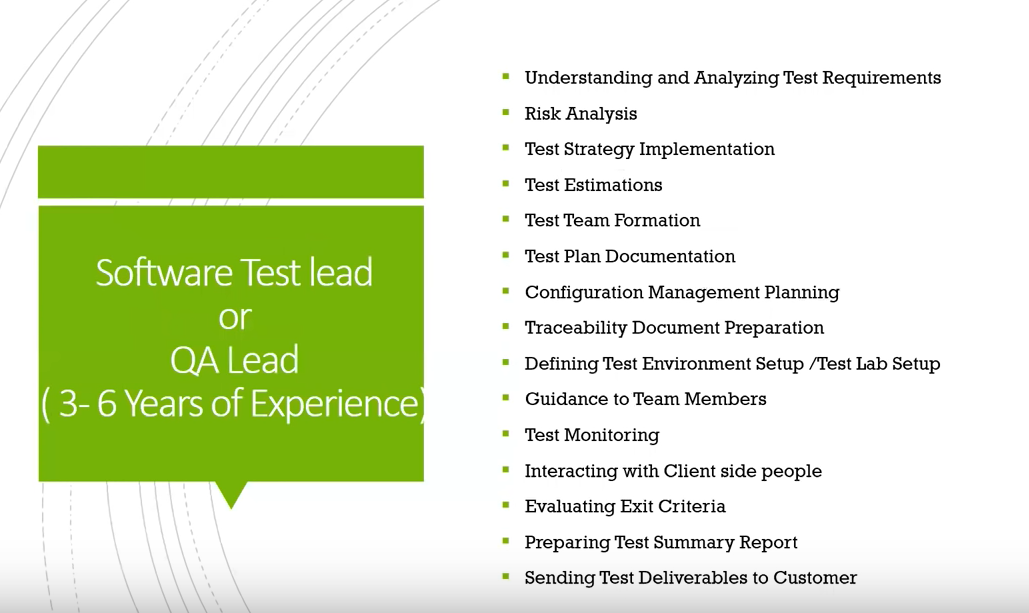 Software Test lead
or
QA Lead
( 3- 6 Years of Experience)
Understanding and Analyzing Test Requirements
Risk Analysis
Test Strategy Implementation
Test Estimations
Test Team Formation
Test Plan Documentation
Configuration Management Planning
Traceability Document Preparation
Defining Test Environment Setup /Test Lab Setup
Guidance to Team Members
Test Monitoring
Interacting with Client side people
Evaluating Exit Criteria
Preparing Test Summary Report
Sending Test Deliverables to Customer